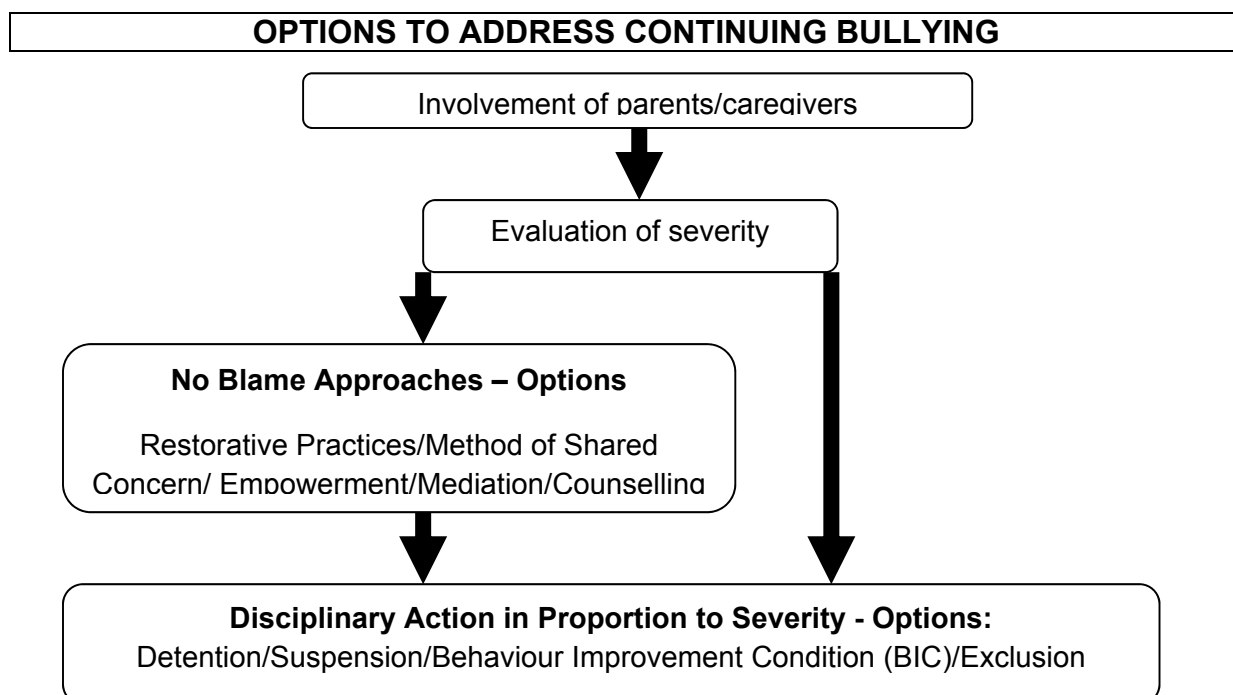 OPTIONS TO ADDRESS CONTINUING BULLYING
Involvement of parents/caregivers
Evaluation of severity
No Blame Approaches – Options
Restorative Practices/Method of Shared
Concern/ Empowerment/Mediation/Counselling
Disciplinary Action in Proportion to Severity - Options:
Detention/Suspension/Behaviour Improvement Condition (BIC)/Exclusion